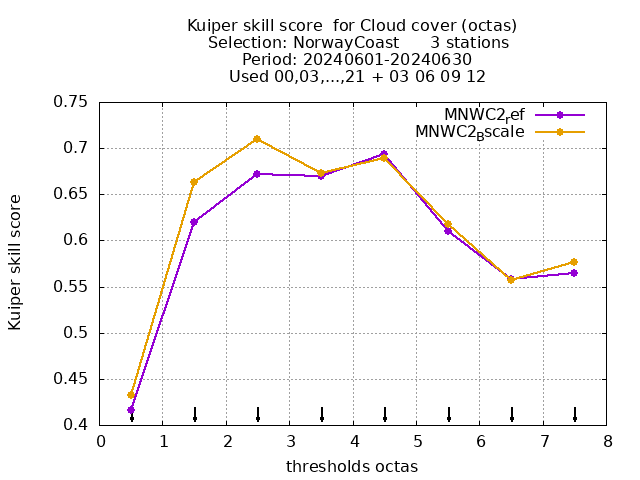 Kuiper skill score  for Cloud cover (octas)
Selection: NorwayCoast      3 stations
Period: 20240601-20240630
Used 00,03,...,21 + 03 06 09 12
MNWC2ref
MNWC2Bscale
0.75
0.7
0.65
0.6
0.55
0.5
0.45
0.4
Kuiper skill score
0 1 2 3 4 5 6 7 8
thresholds octas